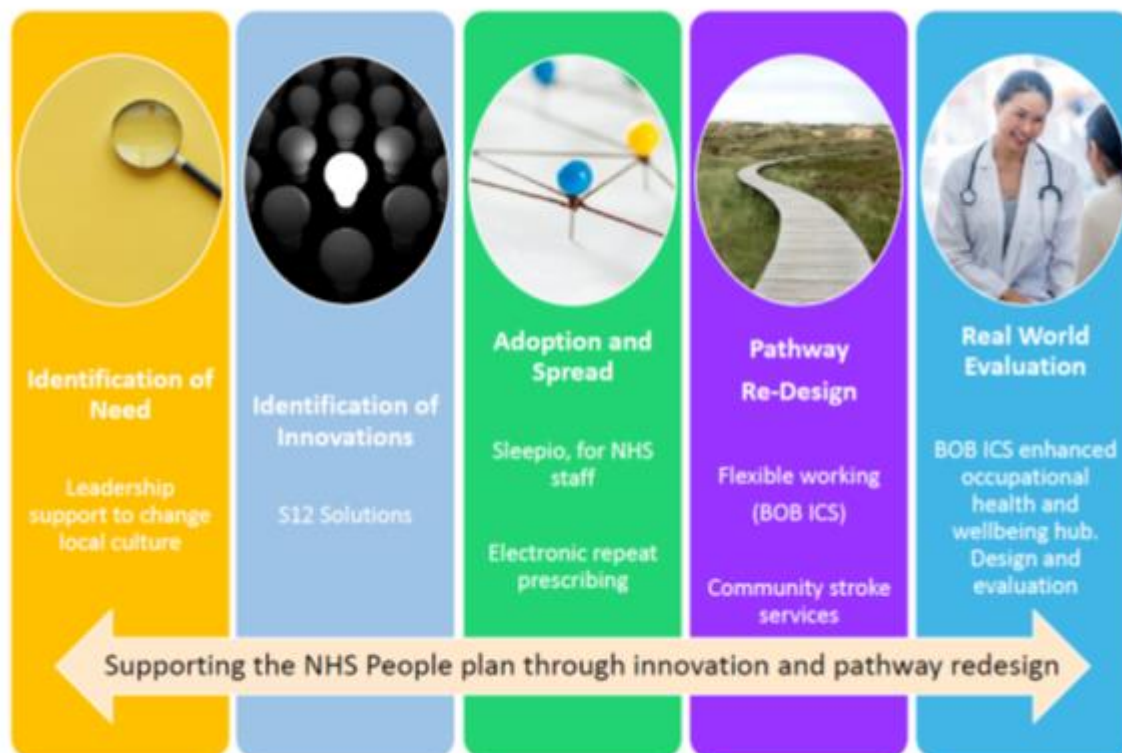 Identification of
Need
Leadership
support to change
local culture
Identification of
Innovations
S12 Solutions
Adoption and
Spread
Sleepio, for NHS
staff
Electronic repeat
prescribing
Pathway
Re-Design
Flexible working
(BOB ICS)
Community stroke
services
Real World
Evaluation
BOB ICS enhanced
occupational
health and
wellbeing hub.
Design and
evaluation
Supporting the NHS People plan through innovation and pathway redesign